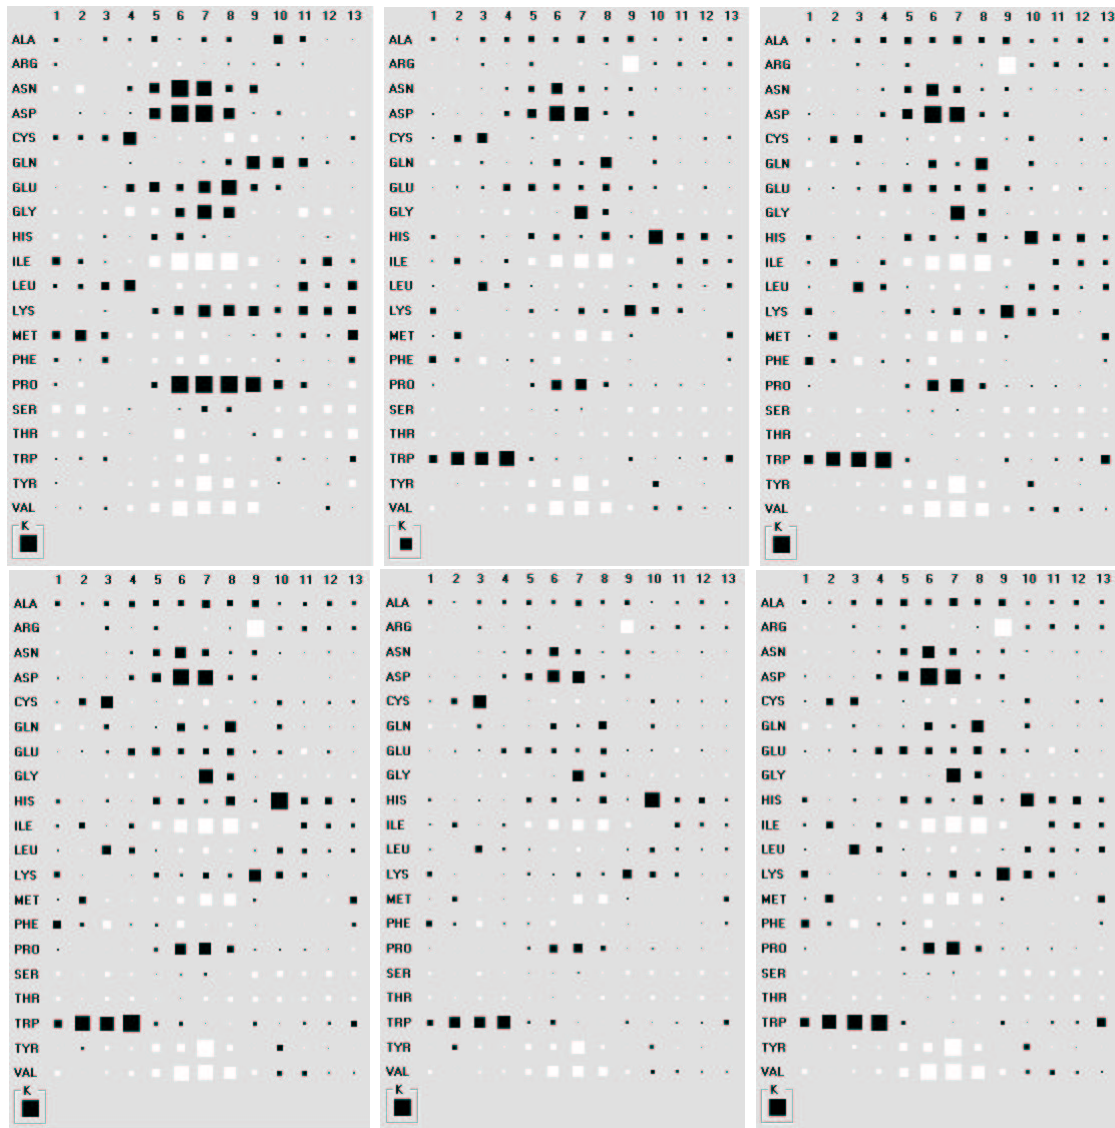 1 2 3 4 5 6 7 8 9 10 11 12 13
ALA
ARG
ASN
ASP
CYS
GLN
GLU
GLY
HIS
ILE
LEU
LYS
MET
PHE
PRO
SER
THR
TRP
TYR
VAL
K
1 2 3 4 5 6 7 8 9 10 11 12 13
ALA
ARG
ASN
ASP
CYS
GLN
GLU
GLY
HIS
ILE
LEU
LYS
MET
PHE
PRO
SER
THR
TRP
TYR
VAL
K
1 2 3 4 5 6 7 8 9 10 11 12 13
ALA
ARG
ASN
ASP
CYS
GLN
GLU
GLY
HIS
ILE
LEU
LYS
MET
PHE
PRO
SER
THR
TRP
TYR
VAL
K
1 2 3 4 5 6 7 8 9 10 11 12 13
ALA
ARG
ASN
ASP
CYS
GLN
GLU
GLY
HIS
ILE
LEU
LYS
MET
PHE
PRO
SER
THR
TRP
TYR
VAL
K
1 2 3 4 5 6 7 8 9 10 11 12 13
ALA
ARG
ASN
ASP
CYS
GLN
GLU
GLY
HIS
ILE
LEU
LYS
MET
PHE
PRO
SER
THR
TRP
TYR
VAL
K
1 2 3 4 5 6 7 8 9 10 11 12 13
ALA
ARG
ASN
ASP
CYS
GLN
GLU
GLY
HIS
ILE
LEU
LYS
MET
PHE
PRO
SER
THR
TRP
TYR
VAL
K